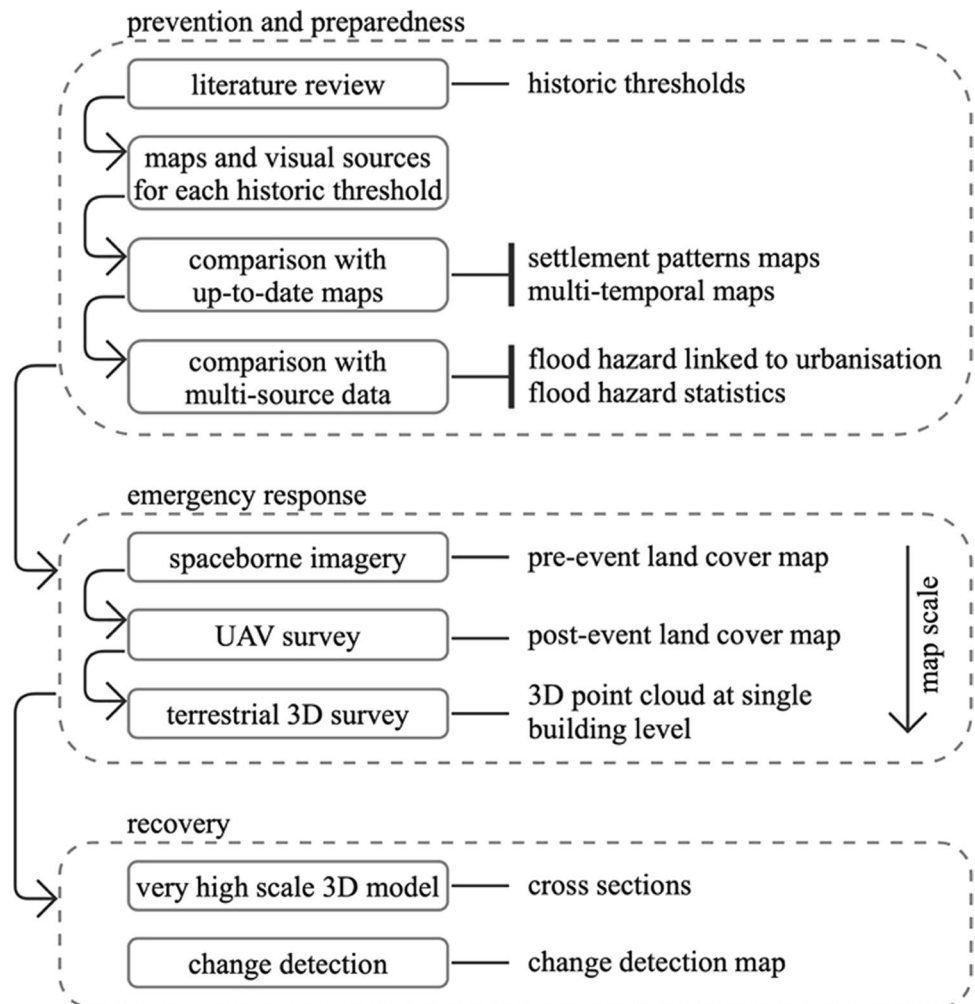 prevention and preparedness
literature review
historic thresholds
maps and visual sources
for each historic threshold
comparison with
up-to-date maps
settlement patterns maps
multi-temporal maps
comparison with
multi-source data
flood hazard linked to urbanisation
flood hazard statistics
emergency response
spaceborne imagery
pre-event land cover map
UAV survey
post-event land cover map
terrestrial 3D survey
3D point cloud at single
building level
map scale
recovery
very high scale 3D model
cross sections
change detection
change detection map